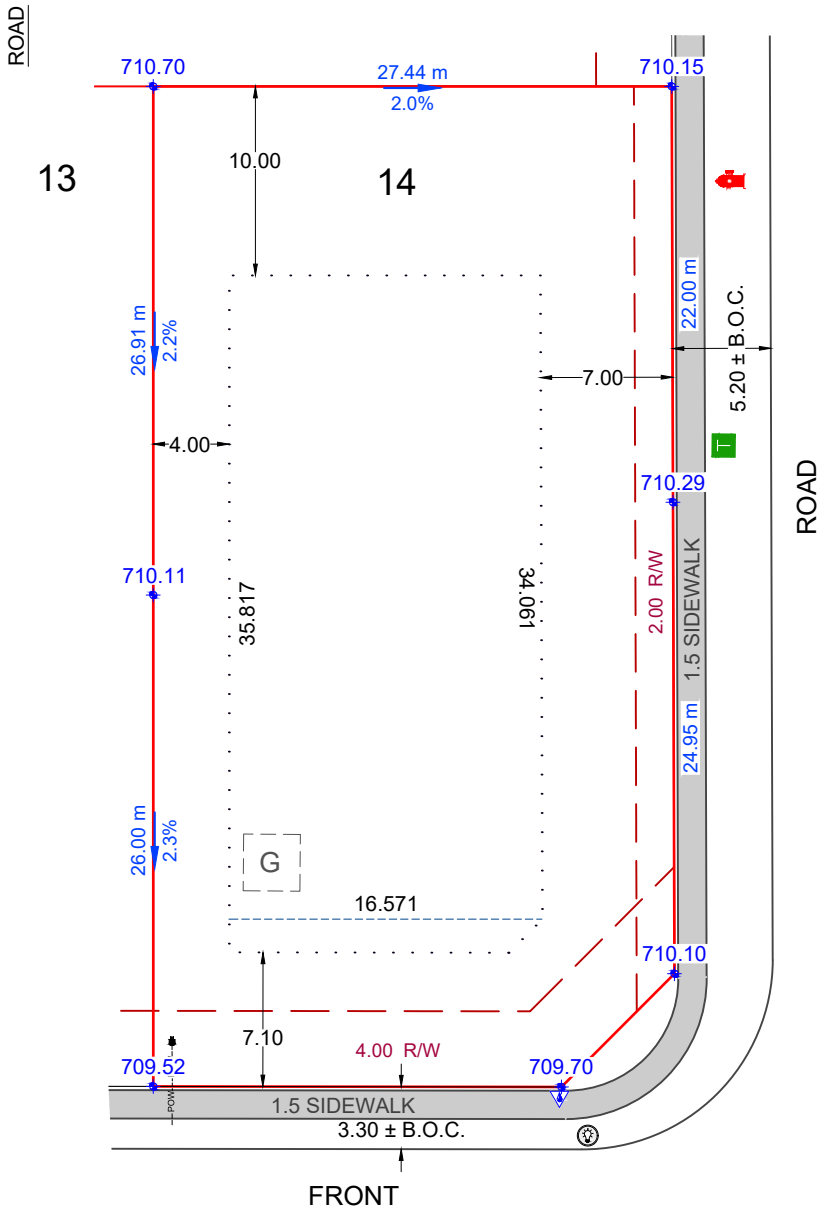 ROAD
710.70
27.44 m
2.0%
710.15
13
10.00
14
22.00 m
5.20 ± B.O.C.
26.91 m
2.2%
7.00
4.00
T
710.29
ROAD
710.11
35.817
34.061
2.00 R/W
1.5 SIDEWALK
24.95 m
26.00 m
2.3%
G
16.571
710.10
7.10
4.00 R/W
709.52
709.70
POW
1.5 SIDEWALK
3.30 ± B.O.C.
FRONT